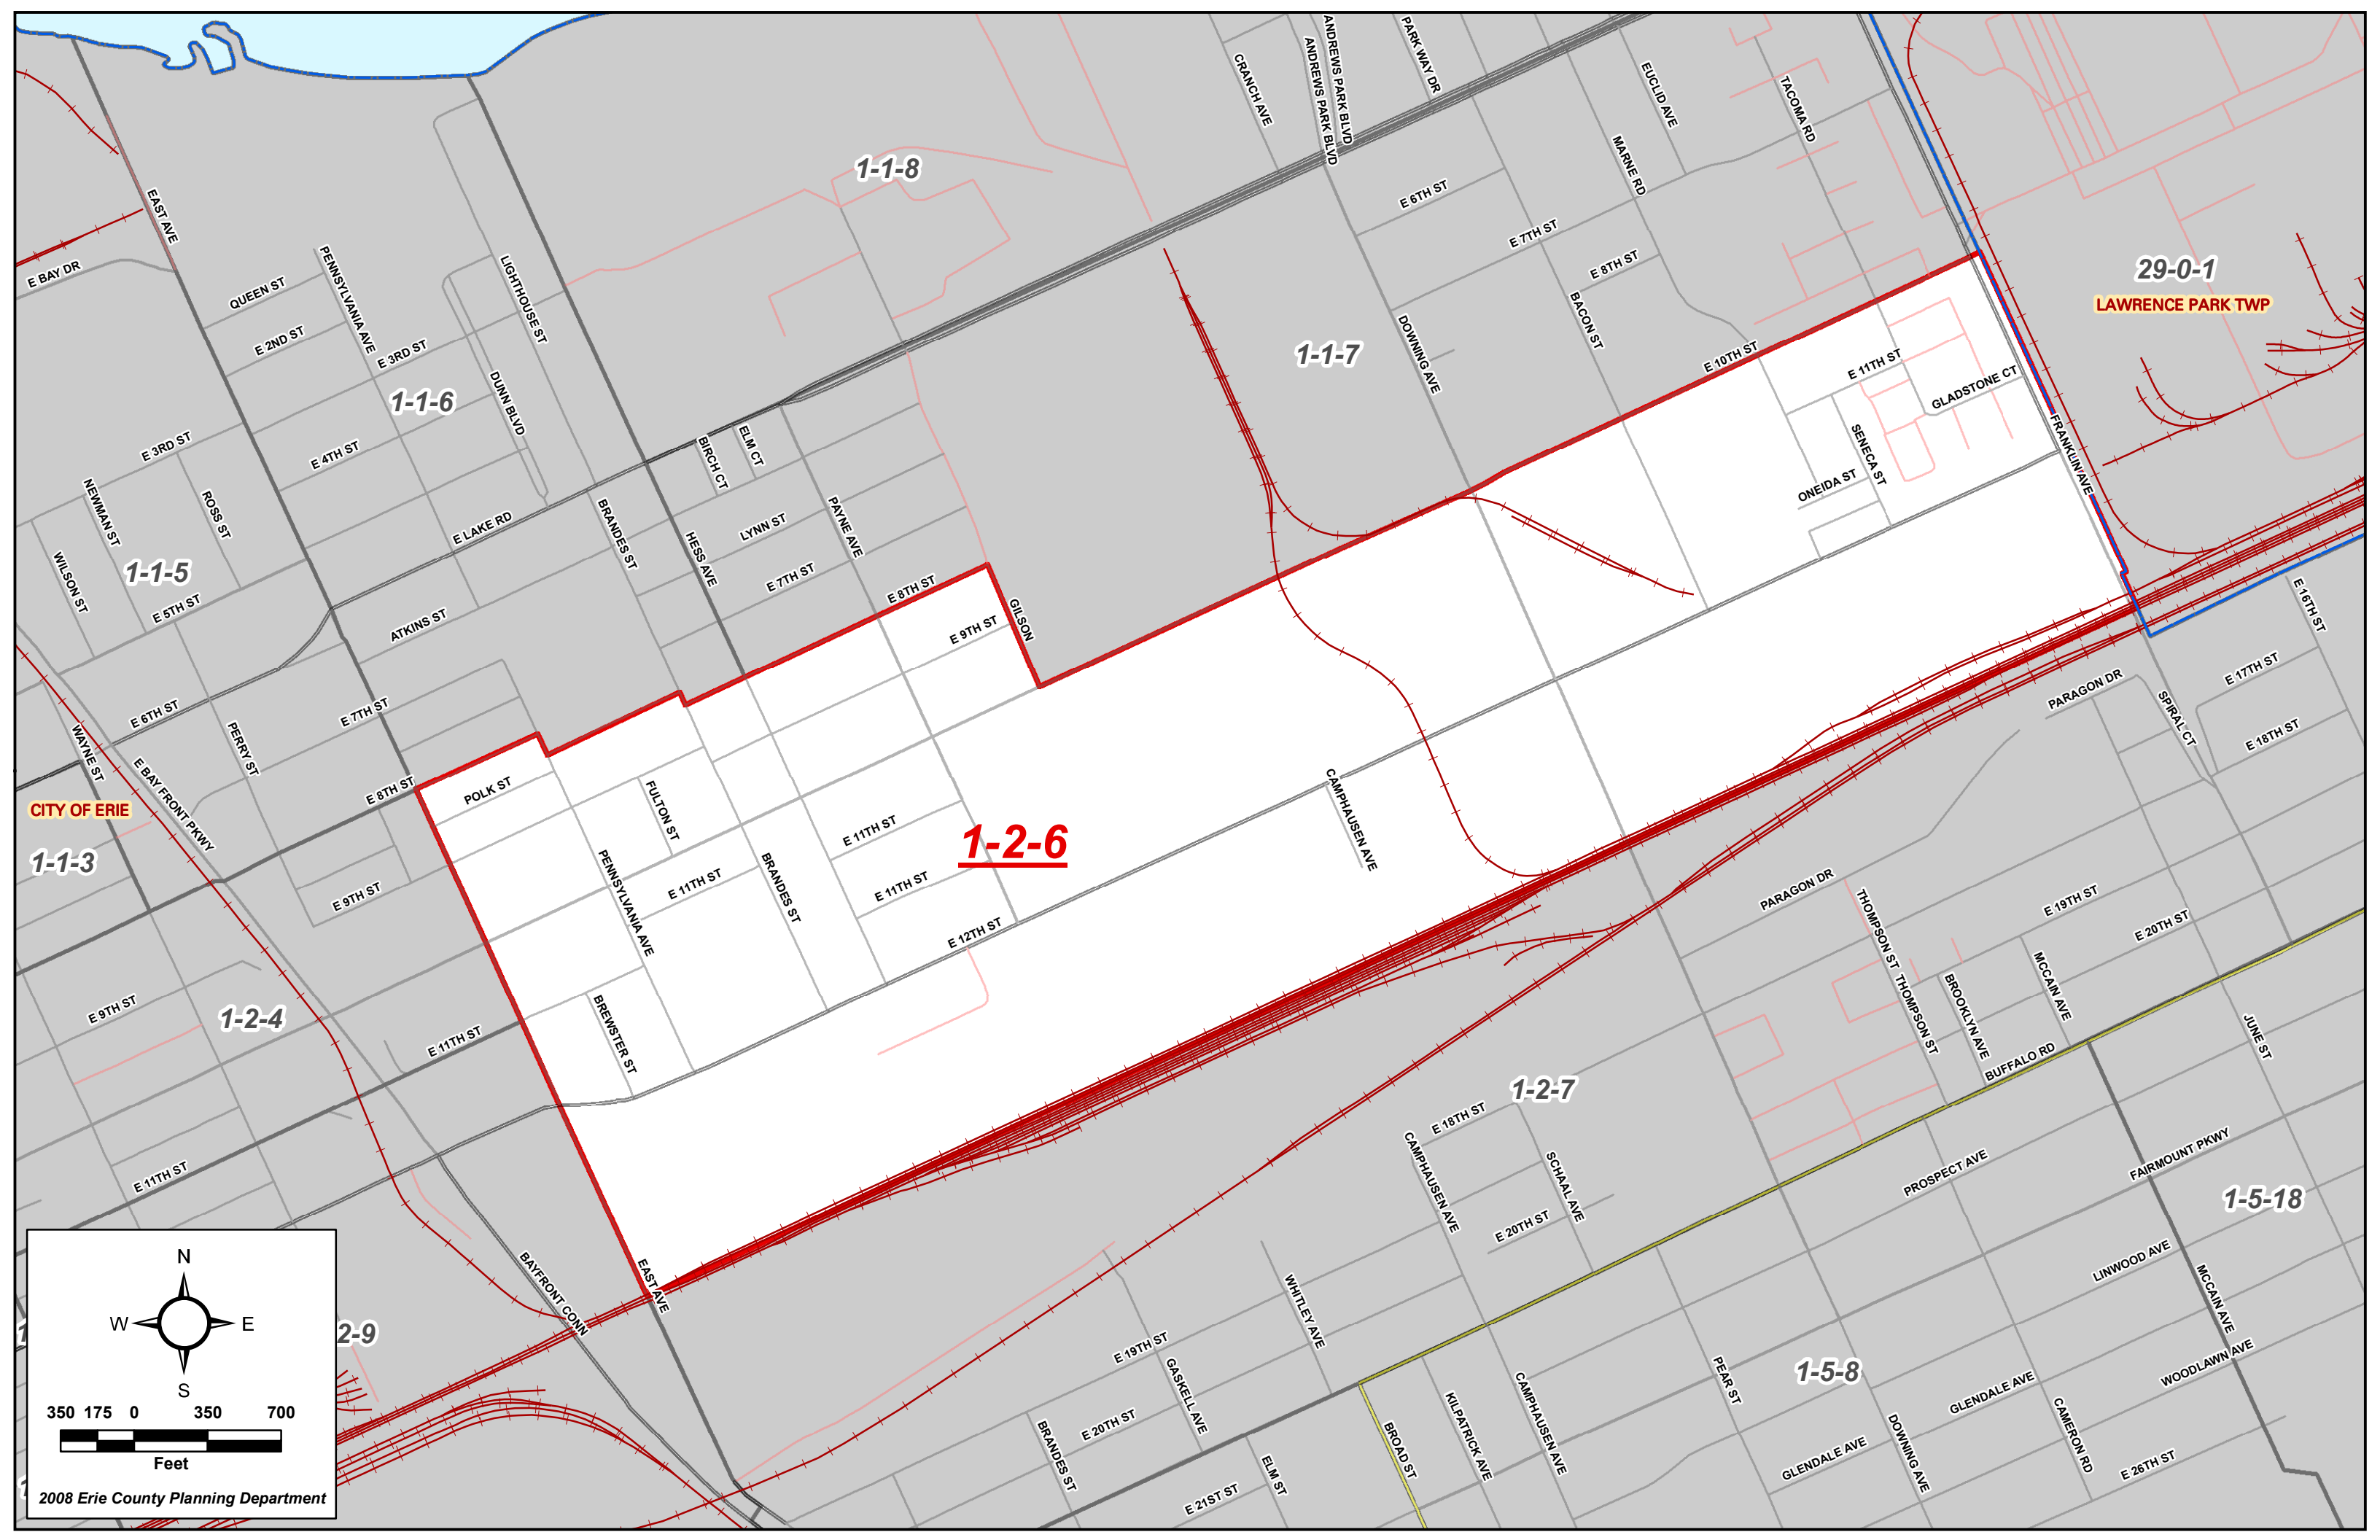 CRANCH AVE
ANDREWS PARK BLVD
ANDREWS PARK BLVD
PARK WAY DR
EUCLID AVE
TACOMA RD
MARNE RD
1-1-8
E 6TH ST
EAST AVE
E 7TH ST
E 8TH ST
29-0-1
LAWRENCE PARK TWP
E BAY DR
QUEEN ST
PENNSYLVANIA AVE
LIGHTHOUSE ST
E 2ND ST
E 3RD ST
1-1-7
DOWNING AVE
BACON ST
E 10TH ST
E 11TH ST
GLADSTONE CT
1-1-6
DUNN BLVD
E 3RD ST
E 4TH ST
BIRCH CT
ELM CT
FRANKLIN AVE
SENECA ST
ONEIDA ST
NEWMAN ST
ROSS ST
E LAKE RD
BRANDES ST
LYNN ST
PAYNE AVE
HESS AVE
WILSON ST
1-1-5
E 5TH ST
E 7TH ST
E 8TH ST
ATKINS ST
GILSON
E 9TH ST
E 16TH ST
E 17TH ST
PARAGON DR
SPIRAL CT
E 18TH ST
E 6TH ST
E 7TH ST
PERRY ST
WAYNE ST
E BAY FRONT PKWY
E 8TH ST
POLK ST
FULTON ST
CITY OF ERIE
1-1-3
E 9TH ST
PENNSYLVANIA AVE
E 11TH ST
BRANDES ST
E 11TH ST
E 11TH ST
1-2-6
CAMPHAUSEN AVE
E 12TH ST
PARAGON DR
THOMPSON ST
THOMPSON ST
E 19TH ST
E 20TH ST
MCCAIN AVE
BROOKLYN AVE
JUNE ST
BUFFALO RD
E 9TH ST
1-2-4
E 11TH ST
BREWSTER ST
1-2-7
E 18TH ST
CAMPHAUSEN AVE
SCHAAL AVE
E 20TH ST
PROSPECT AVE
FAIRMOUNT PKWY
1-5-18
E 11TH ST
LINWOOD AVE
MCCAIN AVE
WOODLAWN AVE
EAST AVE
BAYFRONT CONN
WHITLEY AVE
E 19TH ST
GASKELL AVE
E 20TH ST
BRANDES ST
ELM ST
E 21ST ST
BROAD ST
KILPATRICK AVE
CAMPHAUSEN AVE
PEAR ST
1-5-8
GLENDALE AVE
GLENDALE AVE
DOWNING AVE
CAMERON RD
E 26TH ST
2-9
N
W
E
S
350 175 0 350 700
Feet
2008 Erie County Planning Department